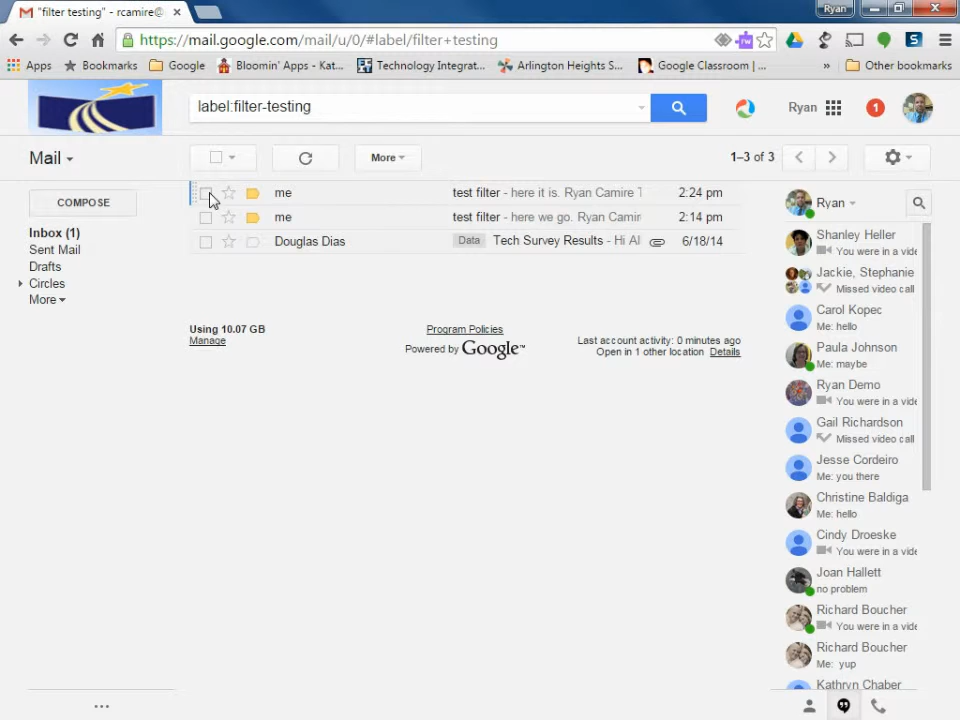 "filter testing" - rcamire@
Ryan
https://mail.google.com/mail/u/0/#label/filter+testing
Apps Bookmarks Google Bloomin' Apps - Kat... Technology Integrat... Arlington Heights S... Google Classroom | ... » Other bookmarks
label:filter-testing
Ryan 1
Mail
More
1–3 of 3
COMPOSE
Inbox (1)
Sent Mail
Drafts
Circles
More
me test filter - here it is. Ryan Camire T 2:24 pm
me test filter - here we go. Ryan Camir 2:14 pm
Douglas Dias Data Tech Survey Results - Hi Al 6/18/14
Using 10.07 GB
Manage
Program Policies
Powered by Google™
Last account activity: 0 minutes ago
Open in 1 other location Details
Ryan
Shanley Heller
You were in a vide
Jackie, Stephanie
Missed video call
Carol Kopec
Me: hello
Paula Johnson
Me: maybe
Ryan Demo
You were in a vide
Gail Richardson
Missed video call
Jesse Cordeiro
Me: you there
Christine Baldiga
Me: hello
Cindy Droeske
You were in a vide
Joan Hallett
no problem
Richard Boucher
You were in a vide
Richard Boucher
Me: yup
Kathryn Chaber